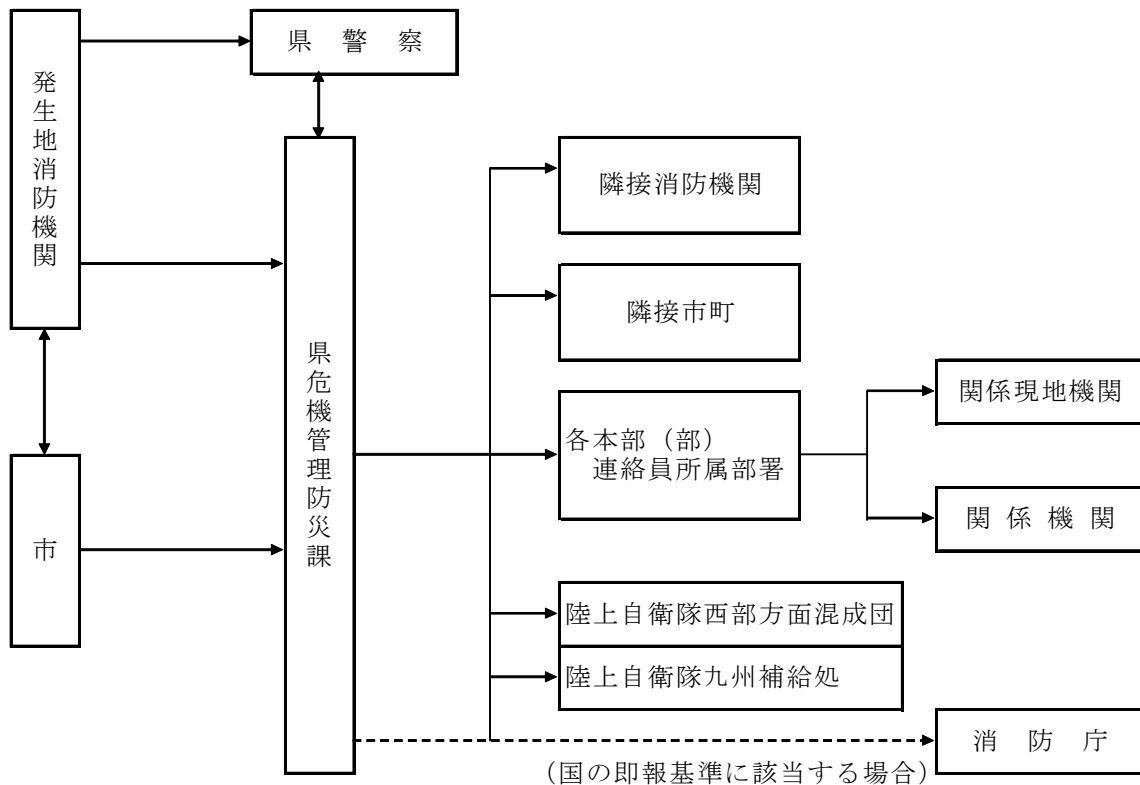 県　警　察
発生地消防機関
隣接消防機関
隣接市町
県危機管理防災課
関係現地機関
各本部（部）
連絡員所属部署
関 係 機 関
市
陸上自衛隊西部方面混成団
陸上自衛隊九州補給処
消　防　庁
（国の即報基準に該当する場合）